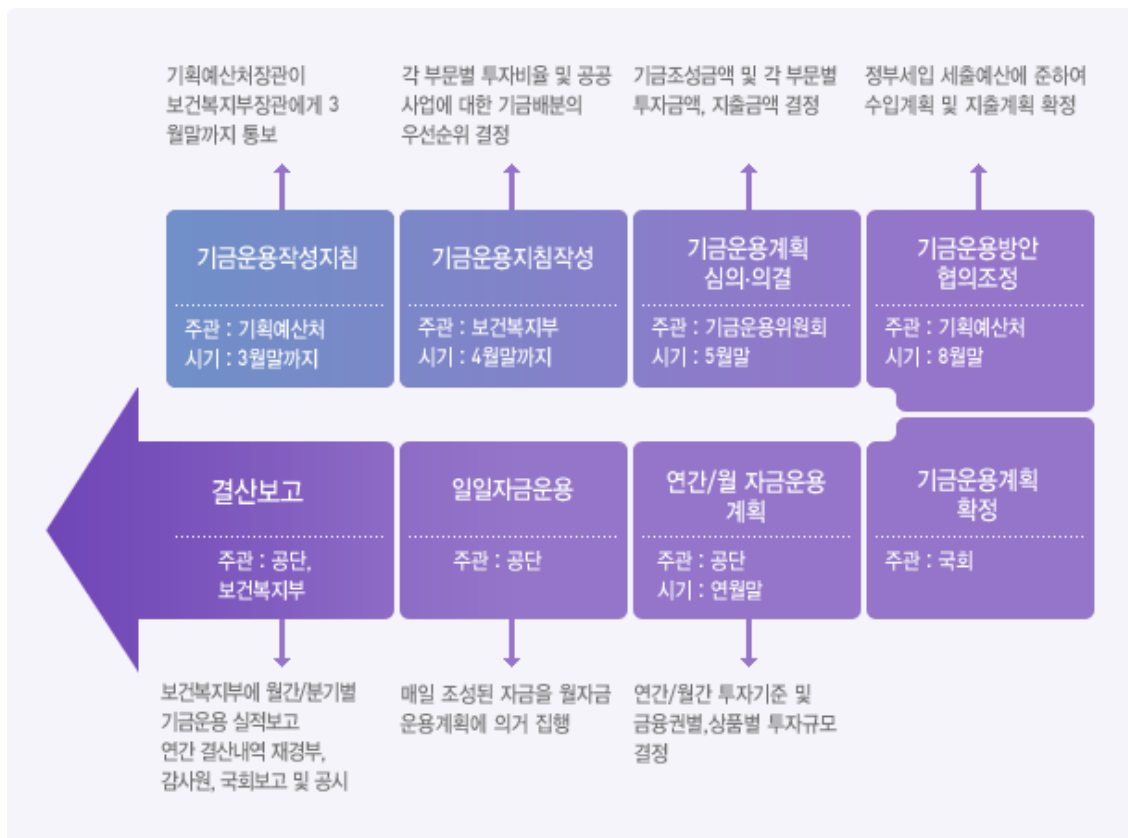 기획예산처장관이
보건복지부장관에게 3
월말까지 통보
각 부문별 투자비율 및 공공
사업에 대한 기금배분의
우선순위 결정
기금조성금액 및 각 부문별
투자금액, 지출금액 결정
정부세입 세출예산에 준하여
수입계획 및 지출계획 확정
기금운용작성지침
주관 : 기획예산처
시기 : 3월말까지
기금운용지침작성
주관 : 보건복지부
시기 : 4월말까지
기금운용계획
심의·의결
주관 : 기금운용위원회
시기 : 5월말
기금운용방안
협의조정
주관 : 기획예산처
시기 : 8월말
기금운용계획
확정
주관 : 국회
연간/월 자금운용
계획
주관 : 공단
시기 : 연월말
일일자금운용
주관 : 공단
결산보고
주관 : 공단,
보건복지부
연간/월간 투자기준 및
금융권별,상품별 투자규모
결정
매일 조성된 자금을 월자금
운용계획에 의거 집행
보건복지부에 월간/분기별
기금운용 실적보고
연간 결산내역 재경부,
감사원, 국회보고 및 공시